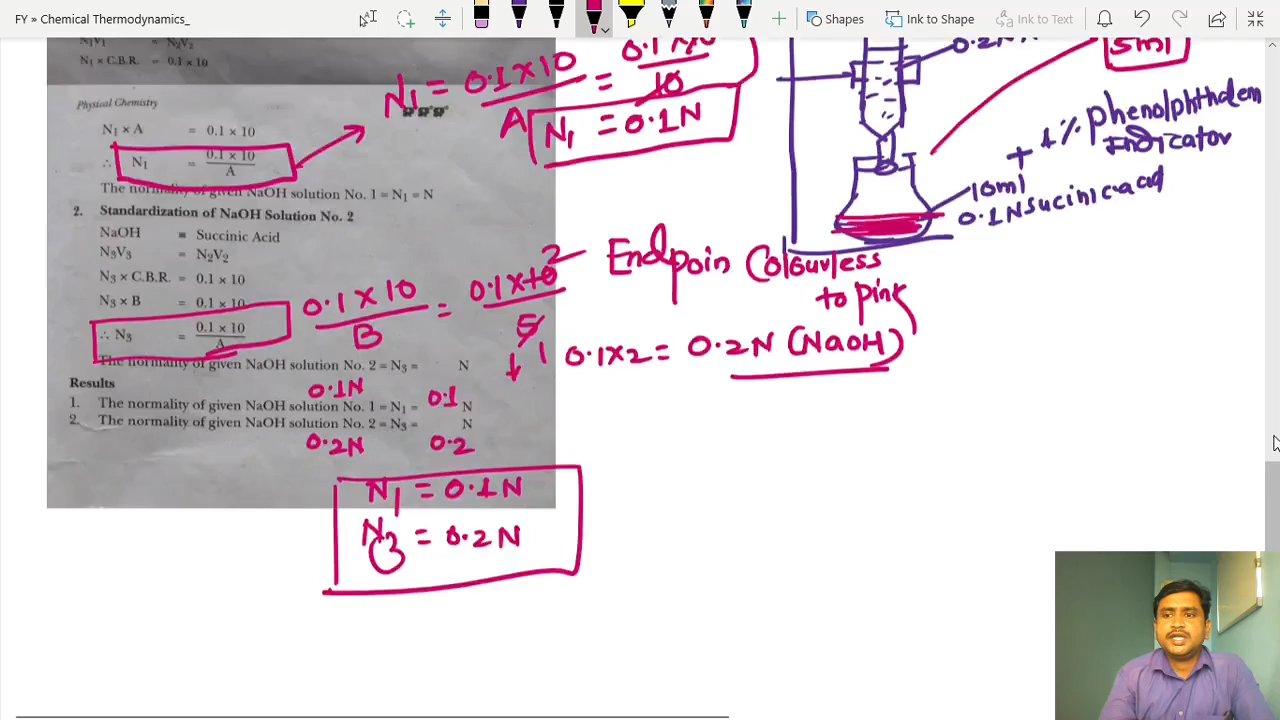 FY » Chemical Thermodynamics_
Shapes
Ink to Shape
Ink to Text
N₁V₁ = N₂V₂
N₁ × C.B.R. = 0.1 × 10
Physical Chemistry
N₁ × A = 0.1 × 10
∴ N₁ = 0.1 × 10 / A
The normality of given NaOH solution No. 1 = N₁ = N
2. Standardization of NaOH Solution No. 2
NaOH ≡ Succinic Acid
N₃V₃ = N₂V₂
N₃ × C.B.R. = 0.1 × 10
N₃ × B = 0.1 × 10
∴ N₃ = 0.1 × 10 / A
The normality of given NaOH solution No. 2 = N₃ = N
Results
1. The normality of given NaOH solution No. 1 = N₁ = N
2. The normality of given NaOH solution No. 2 = N₃ = N
N₁ = 0.1 × 10 / A = 0.1 × 10 / 10
N₁ = 0.1N
0.1 × 10 / B = 0.1 × 10 / 5
2
1
0.1 × 2 = 0.2N (NaOH)
0.1N 0.1
0.2N 0.2
N₁ = 0.1N
N₃ = 0.2N
5ml
+ 1% phenolphthalem
Indicator
10ml
0.1N Sucinic acid
Endpoin Colourless
to pink